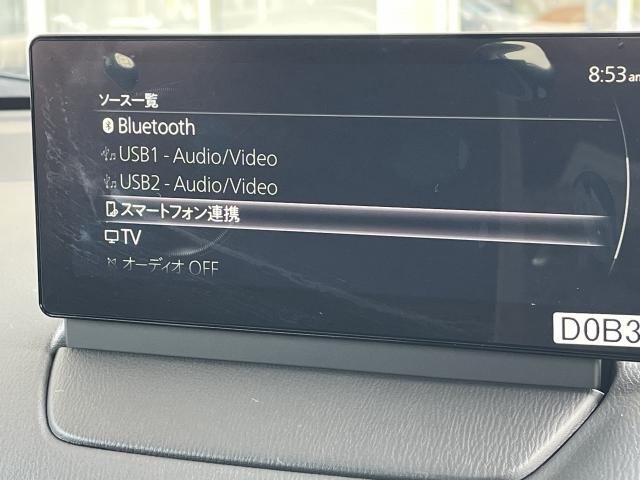 8:53am
ソース一覧
Bluetooth
USB1 - Audio/Video
USB2 - Audio/Video
スマートフォン連携
TV
オーディオ OFF
D0B3